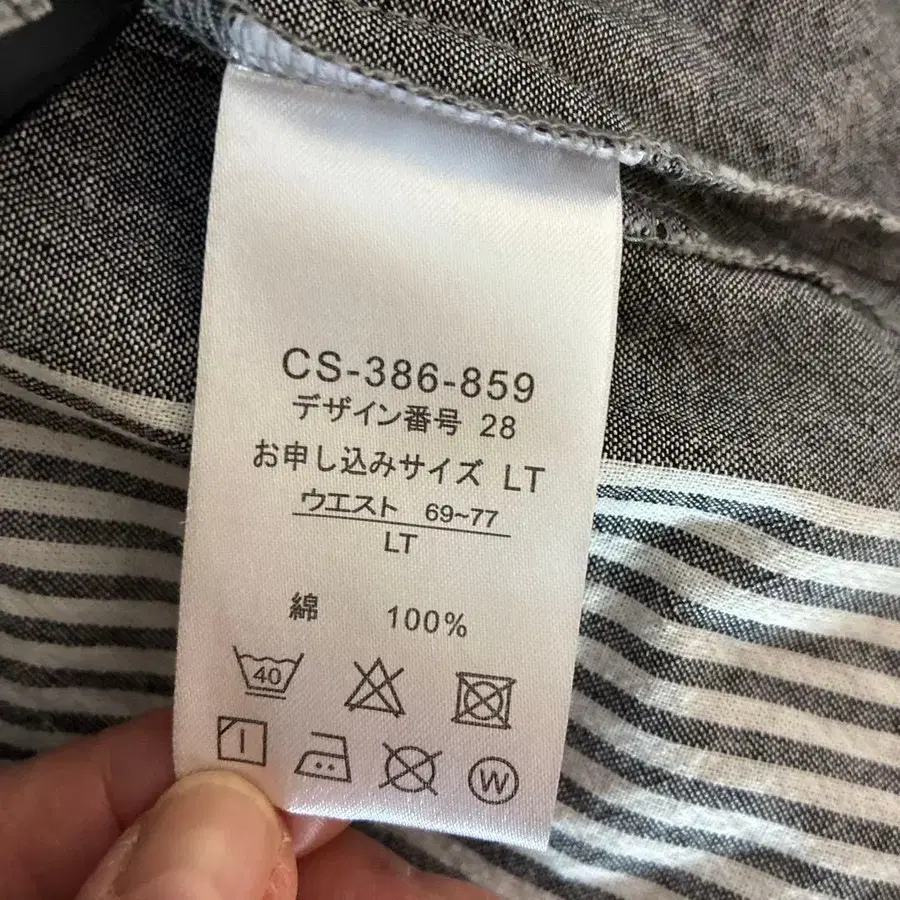 CS-386-859
デザイン番号 28
お申し込みサイズ LT
ウエスト 69~77
LT
綿 100%
40
W